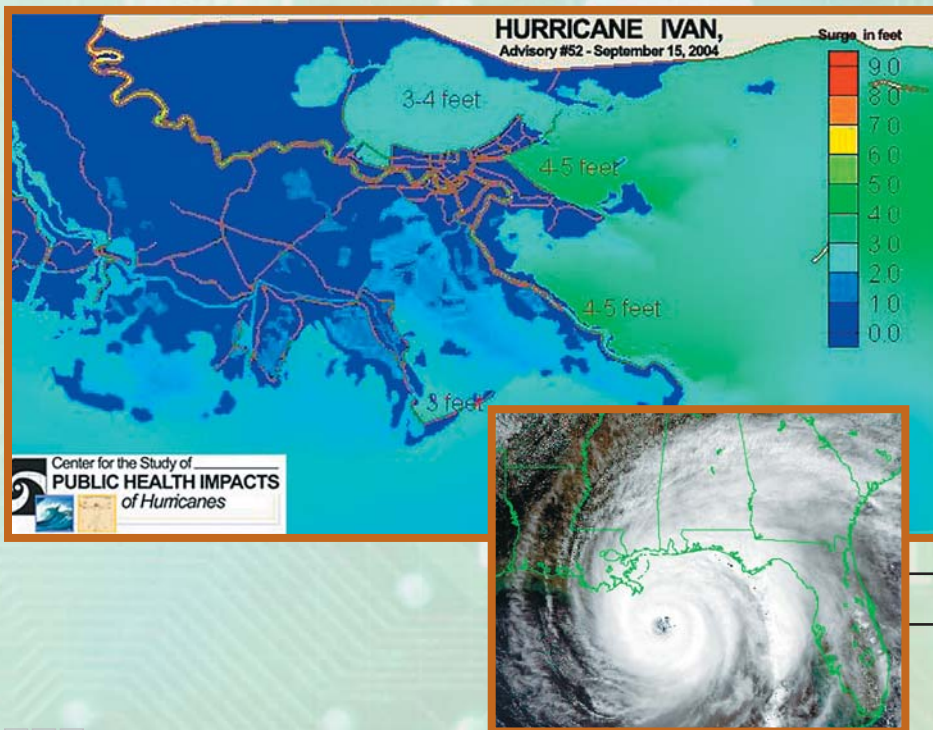 HURRICANE IVAN,
Advisory #52 - September 15, 2004
Surge in feet
9.0
8.0
7.0
6.0
5.0
4.0
3.0
2.0
1.0
0.0
3-4 feet
4-5 feet
4-5 feet
3 feet
Center for the Study of
PUBLIC HEALTH IMPACTS
of Hurricanes